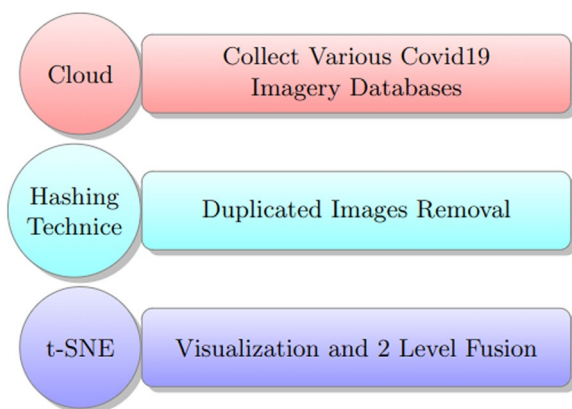 Cloud
Collect Various Covid19
Imagery Databases
Hashing
Technice
Duplicated Images Removal
t-SNE
Visualization and 2 Level Fusion